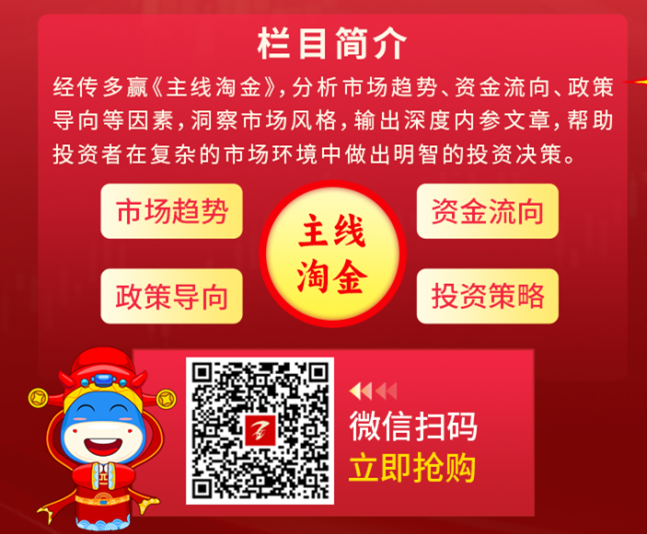 栏目简介
经传多赢《主线淘金》，分析市场趋势、资金流向、政策
导向等因素，洞察市场风格，输出深度内参文章，帮助
投资者在复杂的市场环境中做出明智的投资决策。
市场趋势
主线
淘金
资金流向
政策导向
投资策略
微信扫码
立即抢购